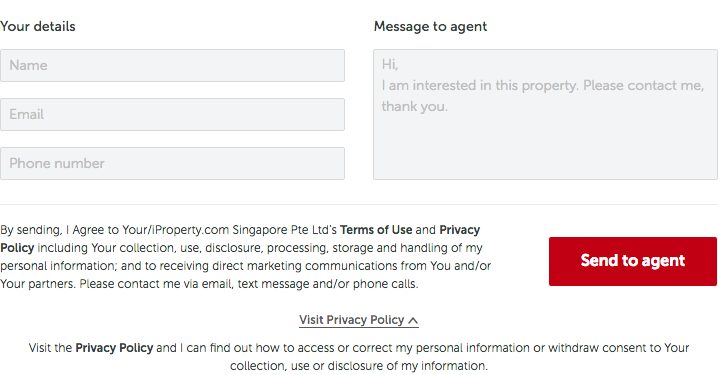 Your details
Name
Email
Phone number
Message to agent
Hi,
I am interested in this property. Please contact me,
thank you.
By sending, I Agree to Your/iProperty.com Singapore Pte Ltd's Terms of Use and Privacy
Policy including Your collection, use, disclosure, processing, storage and handling of my
personal information; and to receiving direct marketing communications from You and/or
Your partners. Please contact me via email, text message and/or phone calls.
Send to agent
Visit Privacy Policy
Visit the Privacy Policy and I can find out how to access or correct my personal information or withdraw consent to Your
collection, use or disclosure of my information.